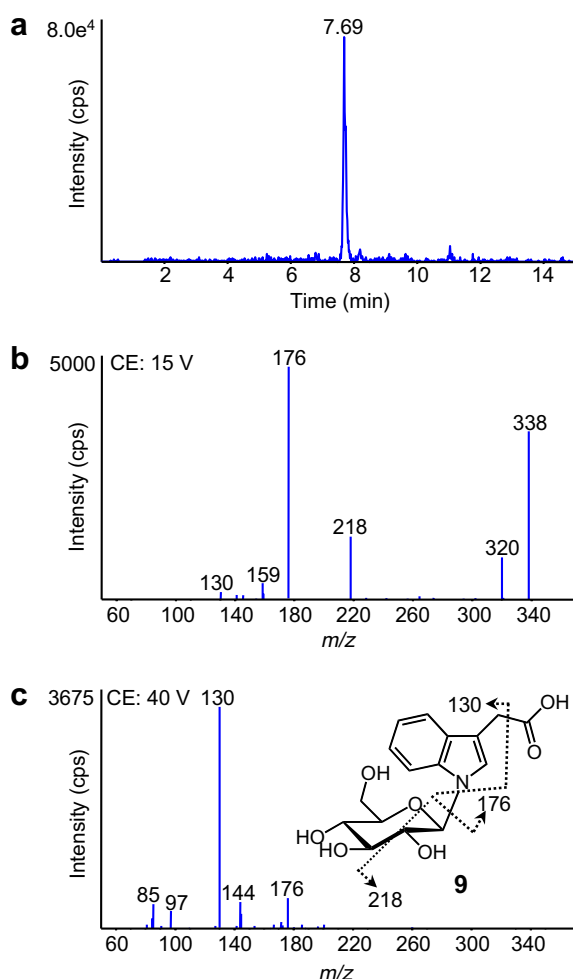 a
8.0e4
7.69
Intensity (cps)
2 4 6 8 10 12 14
Time (min)
b
5000
CE: 15 V
176
338
218
320
130
159
Intensity (cps)
60 100 140 180 220 260 300 340
m/z
c
3675
CE: 40 V
130
130
OH
O
N
176
OH
O
HO
HO
OH
9
218
85
97
144
176
Intensity (cps)
60 100 140 180 220 260 300 340
m/z